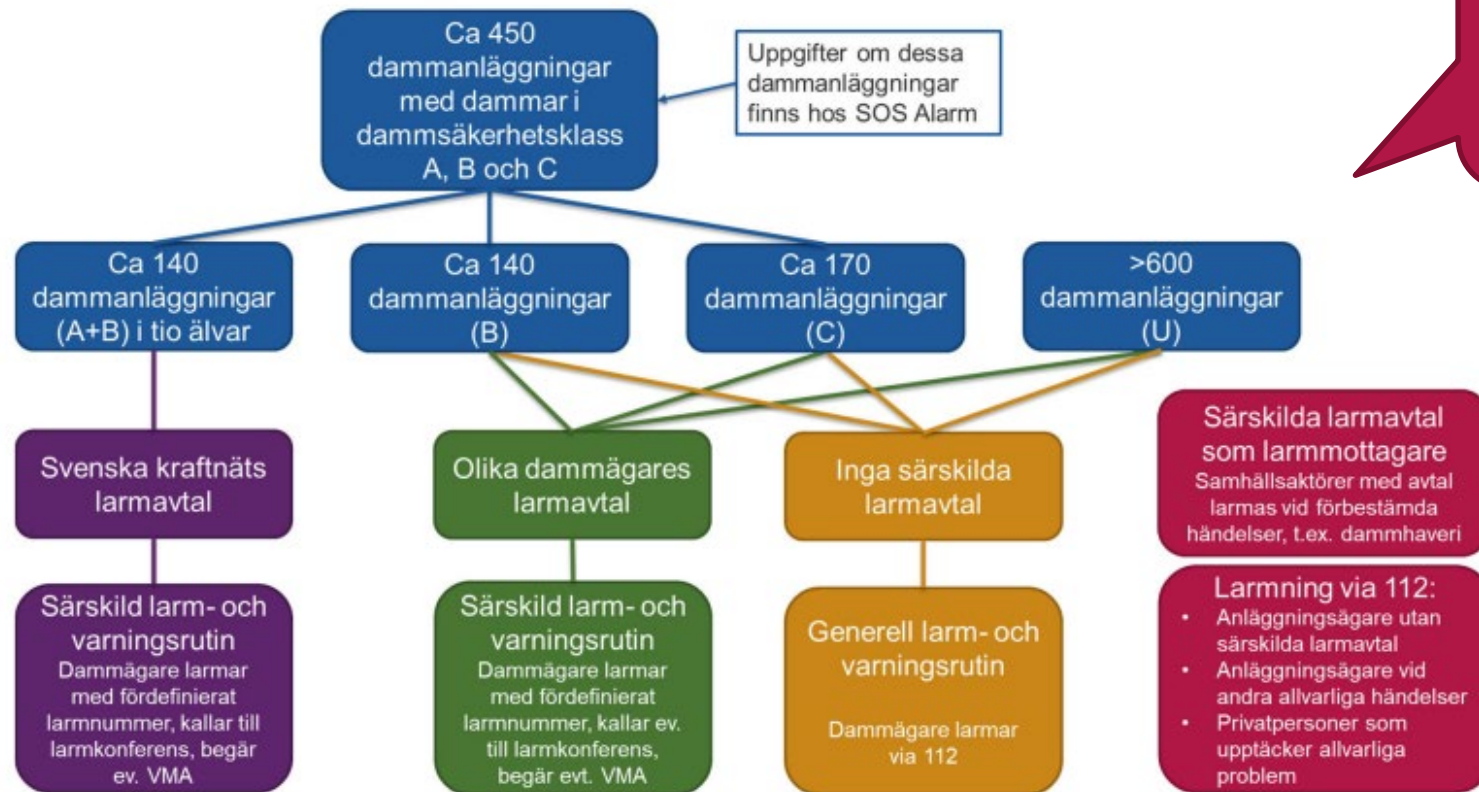 Ca 450
dammanläggningar
med dammar i
dammsäkerhetsklass
A, B och C
Uppgifter om dessa
dammanläggningar
finns hos SOS Alarm
Ca 140
dammanläggningar
(A+B) i tio älvar
Ca 140
dammanläggningar
(B)
Ca 170
dammanläggningar
(C)
>600
dammanläggningar
(U)
Svenska kraftnäts
larmavtal
Olika dammägares
larmavtal
Inga särskilda
larmavtal
Särskilda larmavtal
som larmmottagare
Samhällsaktörer med avtal
larmas vid förbestämda
händelser, t.ex. dammhaveri
Särskild larm- och
varningsrutin
Dammägare larmar
med fördefinierat
larmnummer, kallar till
larmkonferens, begär
ev. VMA
Särskild larm- och
varningsrutin
Dammägare larmar
med fördefinierat
larmnummer, kallar ev.
till larmkonferens,
begär evt. VMA
Generell larm- och
varningsrutin
Dammägare larmar
via 112
Larmning via 112:
• Anläggningsägare utan
särskilda larmavtal
• Anläggningsägare vid
andra allvarliga händelser
• Privatpersoner som
upptäcker allvarliga
problem